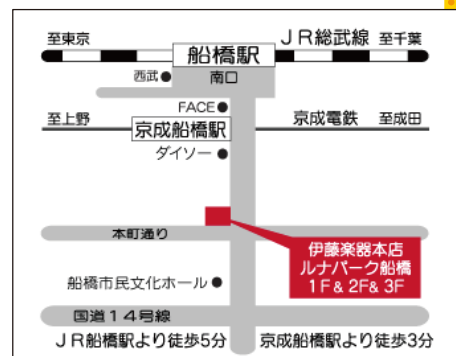 至東京
船橋駅
JR総武線
至千葉
西武●
南口
FACE●
至上野
京成船橋駅
京成電鉄
至成田
ダイソー●
本町通り
伊藤楽器本店
ルナパーク船橋
1F&2F&3F
船橋市民文化ホール●
国道14号線
JR船橋駅より徒歩5分
京成船橋駅より徒歩3分